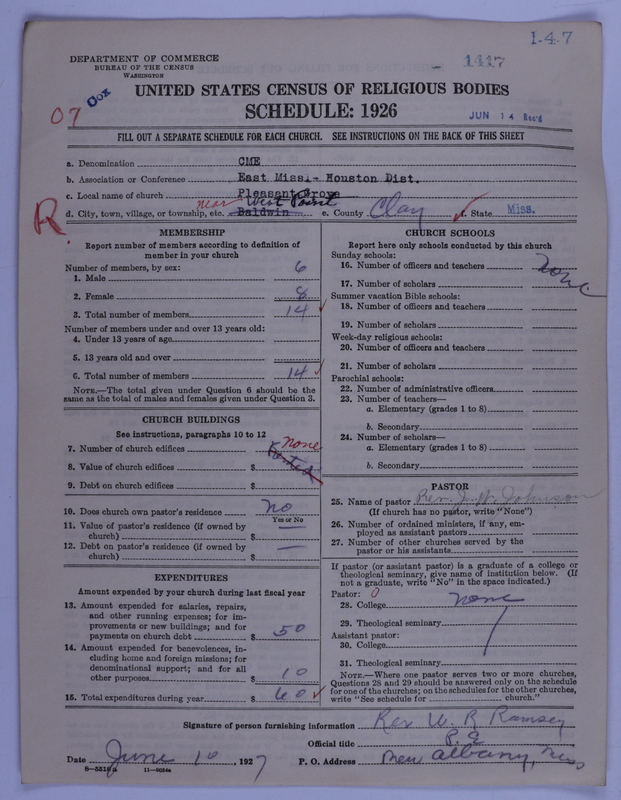 1-4-7
1417
DEPARTMENT OF COMMERCE
BUREAU OF THE CENSUS
WASHINGTON
07 Cox
UNITED STATES CENSUS OF RELIGIOUS BODIES
SCHEDULE: 1926
JUN 14 Rec'd
FILL OUT A SEPARATE SCHEDULE FOR EACH CHURCH. SEE INSTRUCTIONS ON THE BACK OF THIS SHEET
a. Denomination CME
b. Association or Conference East Miss. - Houston Dist.
c. Local name of church Pleasant Grove
near West Point
R. d. City, town, village, or township, etc. Baldwin e. County Clay f. State Miss.
MEMBERSHIP
Report number of members according to definition of
member in your church
Number of members, by sex:
1. Male 6
2. Female 8
3. Total number of members 14
Number of members under and over 13 years old:
4. Under 13 years of age
5. 13 years old and over
6. Total number of members 14
NOTE.—The total given under Question 6 should be the
same as the total of males and females given under Question 3.
CHURCH BUILDINGS
See instructions, paragraphs 10 to 12
7. Number of church edifices none
8. Value of church edifices $
9. Debt on church edifices $
10. Does church own pastor's residence no
Yes or No
11. Value of pastor's residence (if owned by
church) $ —
12. Debt on pastor's residence (if owned by
church) $ —
EXPENDITURES
Amount expended by your church during last fiscal year
13. Amount expended for salaries, repairs,
and other running expenses; for im-
provements or new buildings; and for
payments on church debt $ 50
14. Amount expended for benevolences, in-
cluding home and foreign missions; for
denominational support; and for all
other purposes $ 10
15. Total expenditures during year $ 60
CHURCH SCHOOLS
Report here only schools conducted by this church
Sunday schools:
16. Number of officers and teachers none
17. Number of scholars
Summer vacation Bible schools:
18. Number of officers and teachers
19. Number of scholars
Week-day religious schools:
20. Number of officers and teachers
21. Number of scholars
Parochial schools:
22. Number of administrative officers
23. Number of teachers—
a. Elementary (grades 1 to 8)
b. Secondary
24. Number of scholars—
a. Elementary (grades 1 to 8)
b. Secondary
PASTOR
25. Name of pastor Rev. J. W. Johnson
(If church has no pastor, write "None")
26. Number of ordained ministers, if any, em-
ployed as assistant pastors
27. Number of other churches served by the
pastor or his assistants
If pastor (or assistant pastor) is a graduate of a college or
theological seminary, give name of institution below. (If
not a graduate, write "No" in the space indicated.)
Pastor: 0
28. College none
29. Theological seminary
Assistant pastor:
30. College
31. Theological seminary
NOTE.—Where one pastor serves two or more churches,
Questions 28 and 29 should be answered only on the schedule
for one of the churches; on the schedules for the other churches,
write "See schedule for church."
Signature of person furnishing information Rev W. R Ramsey
Official title P. E
Date June 10, 1927 P. O. Address New Albany, Miss
8—5518a 11—9024a